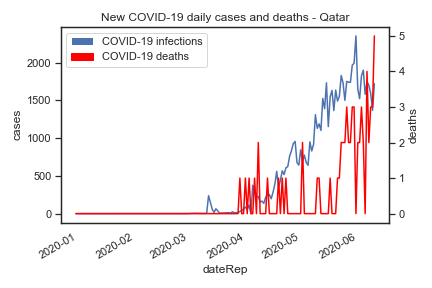 New COVID-19 daily cases and deaths - Qatar
COVID-19 infections
COVID-19 deaths
cases
2000
1500
1000
500
0
deaths
5
4
3
2
1
0
2020-01
2020-02
2020-03
2020-04
2020-05
2020-06
dateRep